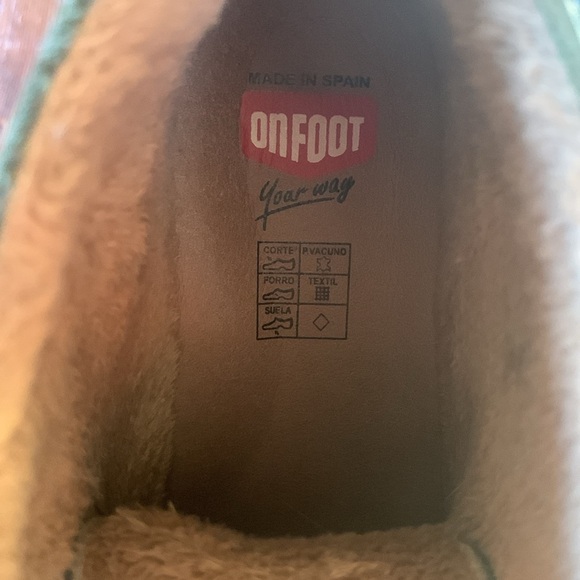 MADE IN SPAIN
ONFOOT
Your way
CORTE P.VACUNO
FORRO TEXTIL
SUELA